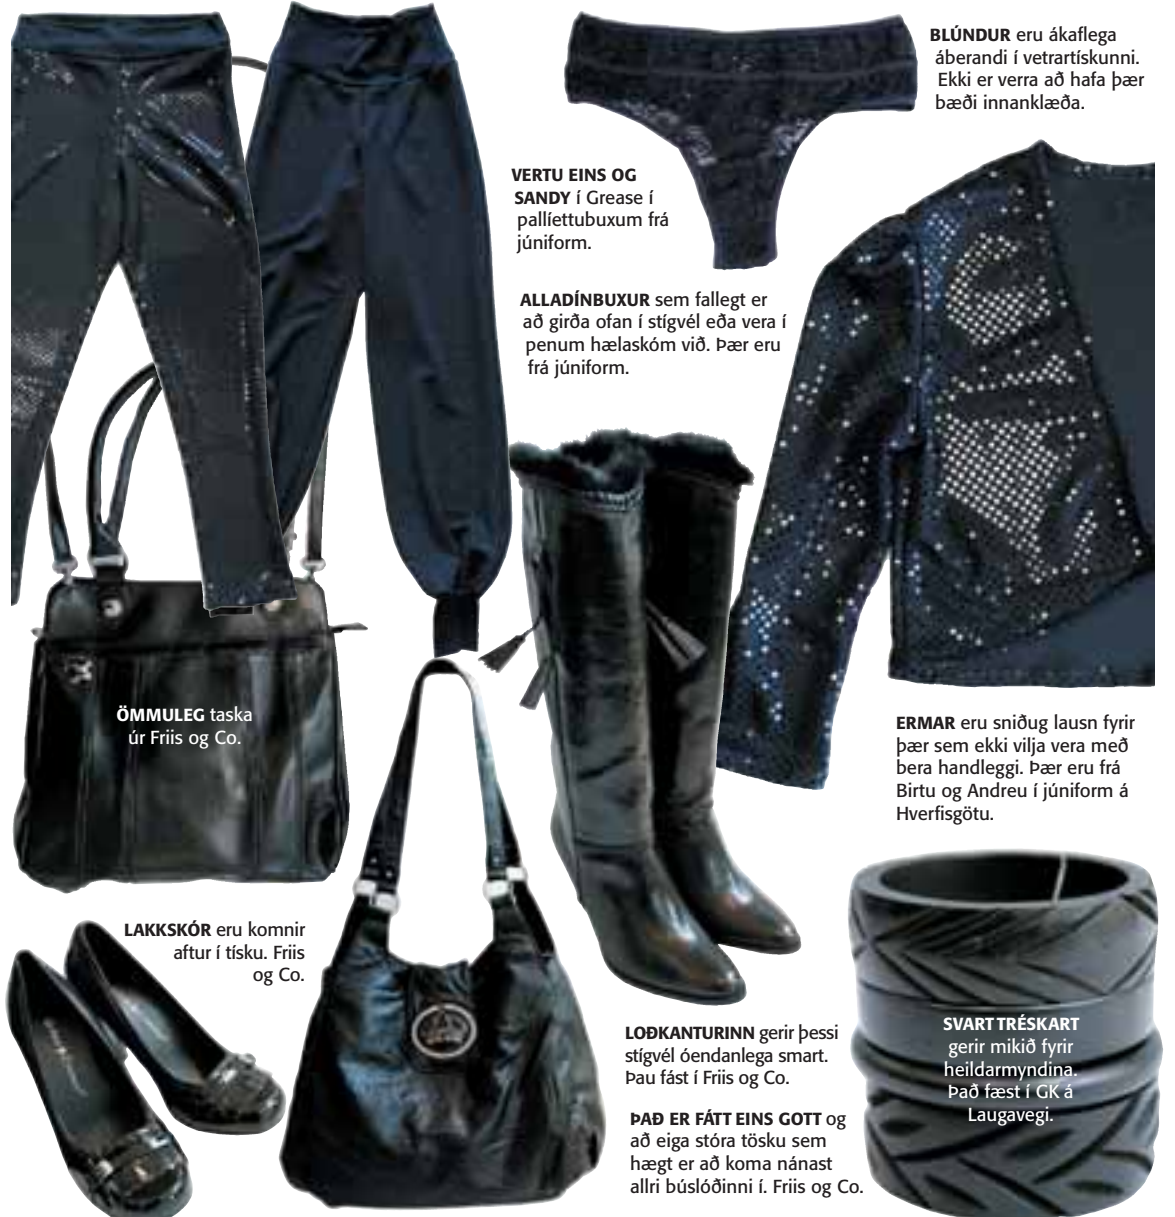 BLÚNDUR eru ákaflega
áberandi í vetrartískunni.
Ekki er verra að hafa þær
bæði innanklæða.
VERTU EINS OG
SANDY í Grease í
pallíettubuxum frá
júniform.
ALLADÍNBUXUR sem fallegt er
að girða ofan í stígvél eða vera í
penum hælaskóm við. Þær eru
frá júniform.
ÖMMULEG taska
úr Friis og Co.
ERMAR eru sniðug lausn fyrir
þær sem ekki vilja vera með
bera handleggi. Þær eru frá
Birtu og Andreu í júniform á
Hverfisgötu.
LAKKSKÓR eru komnir
aftur í tísku. Friis
og Co.
LOÐKANTURINN gerir þessi
stígvél óendanlega smart.
Þau fást í Friis og Co.
SVART TRÉSKART
gerir mikið fyrir
heildarmyndina.
Það fæst í GK á
Laugavegi.
ÞAÐ ER FÁTT EINS GOTT og
að eiga stóra tösku sem
hægt er að koma nánast
allri búslóðinni í. Friis og Co.